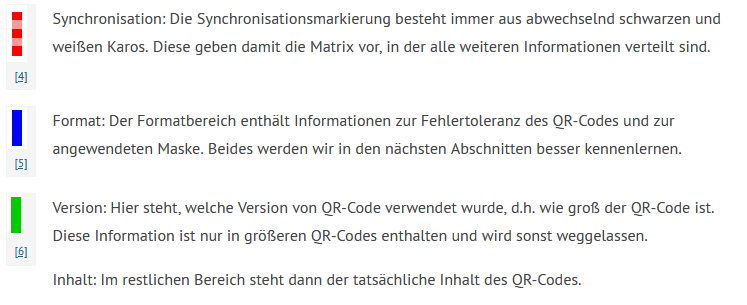 Synchronisation: Die Synchronisationsmarkierung besteht immer aus abwechselnd schwarzen und
weißen Karos. Diese geben damit die Matrix vor, in der alle weiteren Informationen verteilt sind.
[4]
Format: Der Formatbereich enthält Informationen zur Fehlertoleranz des QR-Codes und zur
angewendeten Maske. Beides werden wir in den nächsten Abschnitten besser kennenlernen.
[5]
Version: Hier steht, welche Version von QR-Code verwendet wurde, d.h. wie groß der QR-Code ist.
Diese Information ist nur in größeren QR-Codes enthalten und wird sonst weggelassen.
[6]
Inhalt: Im restlichen Bereich steht dann der tatsächliche Inhalt des QR-Codes.